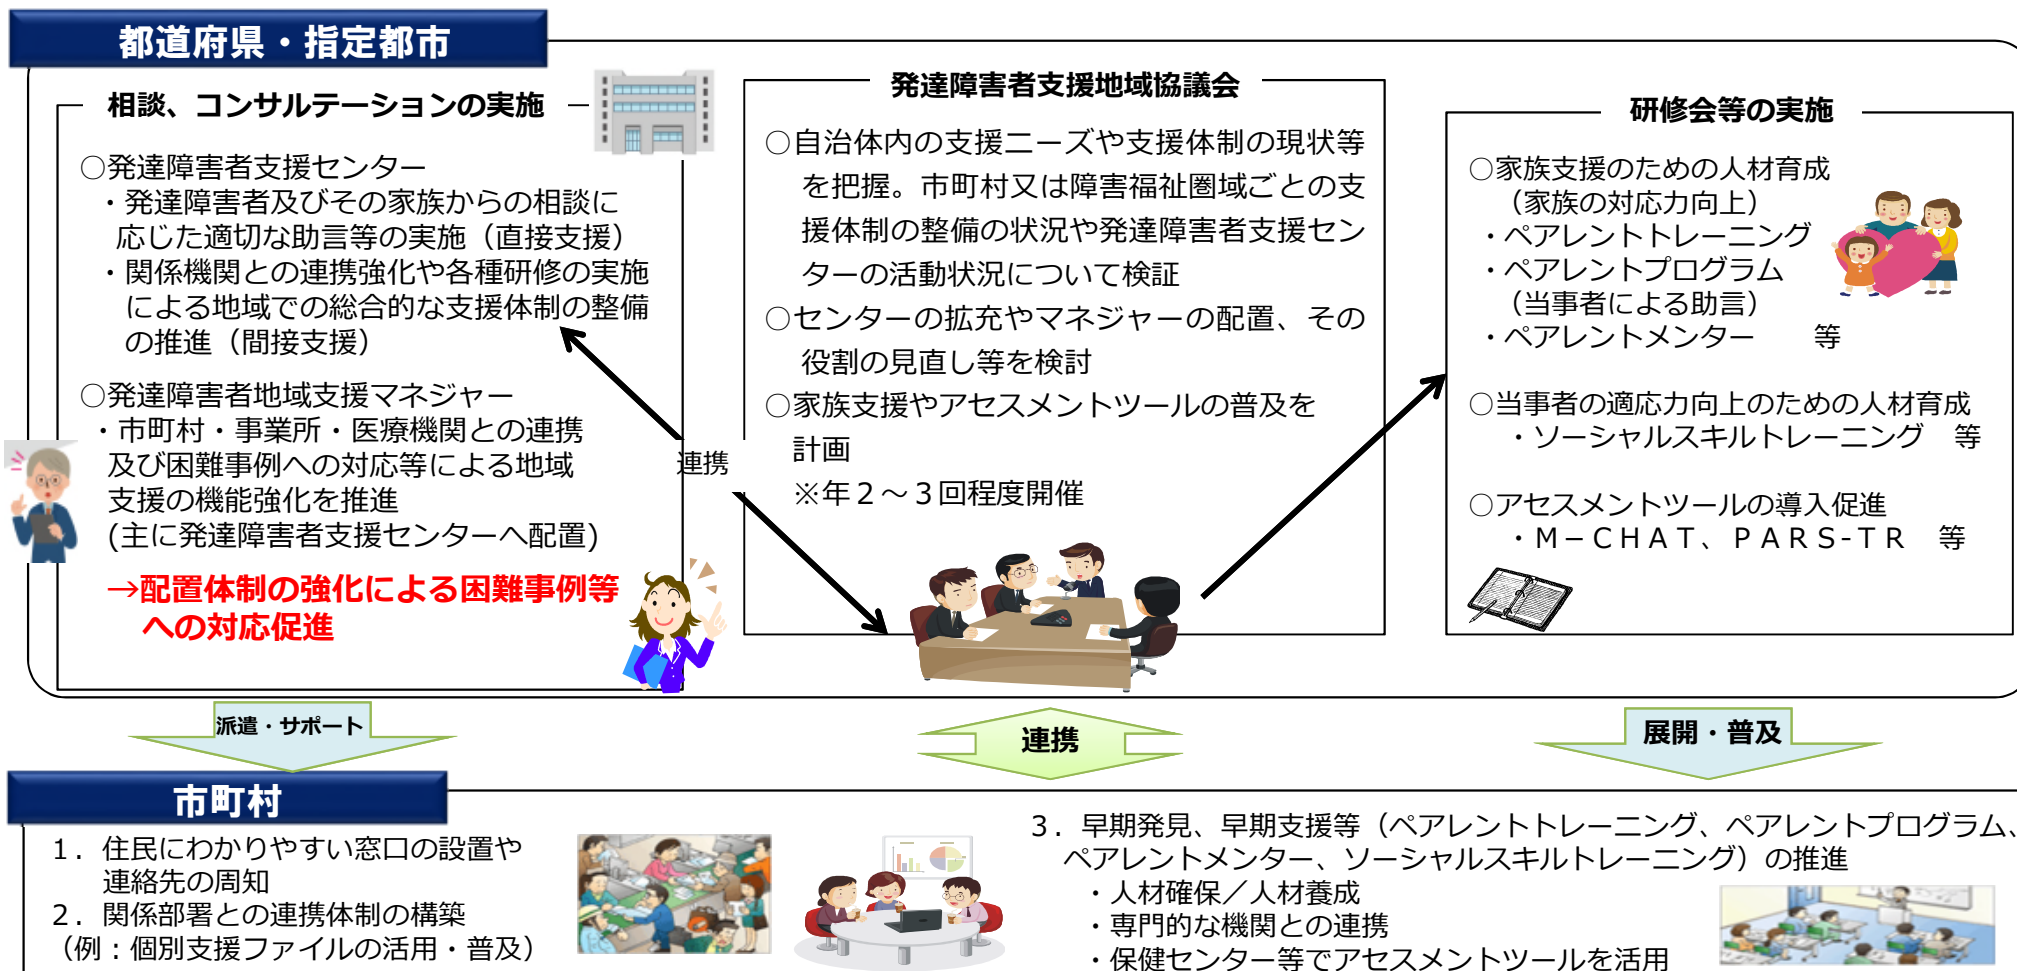 都道府県・指定都市
相談、コンサルテーションの実施
○発達障害者支援センター
・発達障害者及びその家族からの相談に
応じた適切な助言等の実施（直接支援）
・関係機関との連携強化や各種研修の実施
による地域での総合的な支援体制の整備
の推進（間接支援）
○発達障害者地域支援マネジャー
・市町村・事業所・医療機関との連携
及び困難事例への対応等による地域
支援の機能強化を推進
(主に発達障害者支援センターへ配置)
→配置体制の強化による困難事例等
への対応促進
連携
発達障害者支援地域協議会
○自治体内の支援ニーズや支援体制の現状等
を把握。市町村又は障害福祉圏域ごとの支
援体制の整備の状況や発達障害者支援セン
ターの活動状況について検証
○センターの拡充やマネジャーの配置、その
役割の見直し等を検討
○家族支援やアセスメントツールの普及を
計画
※年２～３回程度開催
研修会等の実施
○家族支援のための人材育成
（家族の対応力向上）
・ペアレントトレーニング
・ペアレントプログラム
（当事者による助言）
・ペアレントメンター　等
○当事者の適応力向上のための人材育成
・ソーシャルスキルトレーニング　等
○アセスメントツールの導入促進
・Ｍ－ＣＨＡＴ、ＰＡＲＳ-ＴＲ　等
派遣・サポート
連携
展開・普及
市町村
１．住民にわかりやすい窓口の設置や
連絡先の周知
２．関係部署との連携体制の構築
（例：個別支援ファイルの活用・普及）
３．早期発見、早期支援等（ペアレントトレーニング、ペアレントプログラム、
ペアレントメンター、ソーシャルスキルトレーニング）の推進
・人材確保／人材養成
・専門的な機関との連携
・保健センター等でアセスメントツールを活用